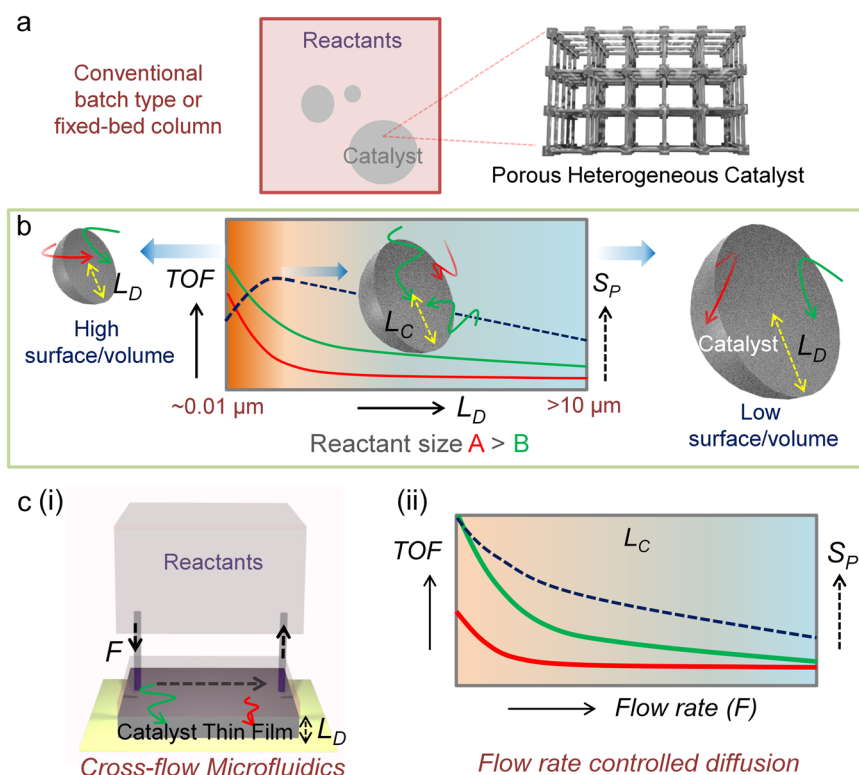 a
Reactants
Conventional
batch type or
fixed-bed column
Catalyst
Porous Heterogeneous Catalyst
b
TOF
S_P
L_D
High
surface/volume
L_C
Catalyst
L_D
Low
surface/volume
~0.01 µm
L_D
>10 µm
Reactant size A > B
c (i)
Reactants
F
Catalyst Thin Film
L_D
Cross-flow Microfluidics
(ii)
L_C
TOF
S_P
Flow rate (F)
Flow rate controlled diffusion